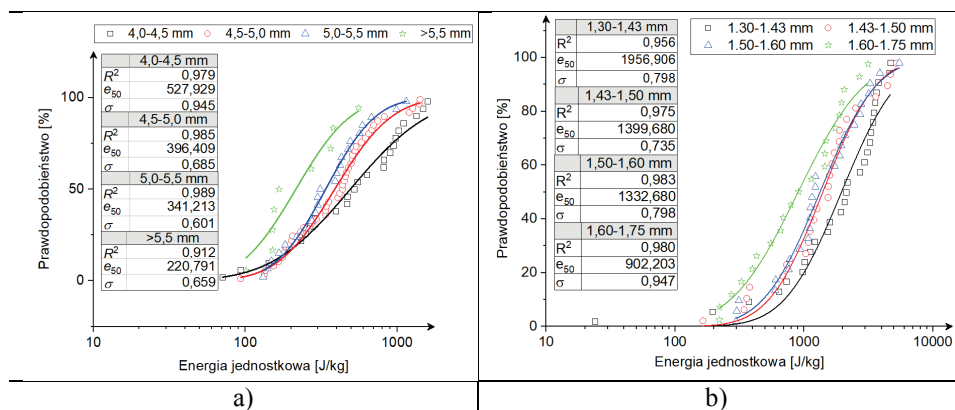 4,0-4,5 mm 4,5-5,0 mm 5,0-5,5 mm >5,5 mm
4,0-4,5 mm
R² 0,979
e₅₀ 527,929
σ 0,945
4,5-5,0 mm
R² 0,985
e₅₀ 396,409
σ 0,685
5,0-5,5 mm
R² 0,989
e₅₀ 341,213
σ 0,601
>5,5 mm
R² 0,912
e₅₀ 220,791
σ 0,659
Prawdopodobieństwo [%]
100
50
0
10 100 1000
Energia jednostkowa [J/kg]
a)
1.30-1.43 mm 1.43-1.50 mm
1.50-1.60 mm 1.60-1.75 mm
1,30-1,43 mm
R² 0,956
e₅₀ 1956,906
σ 0,798
1,43-1,50 mm
R² 0,975
e₅₀ 1399,680
σ 0,735
1,50-1,60 mm
R² 0,983
e₅₀ 1332,680
σ 0,798
1,60-1,75 mm
R² 0,980
e₅₀ 902,203
σ 0,947
Prawdopodobieństwo [%]
100
80
60
40
20
0
10 100 1000 10000
Energia jednostkowa [J/kg]
b)